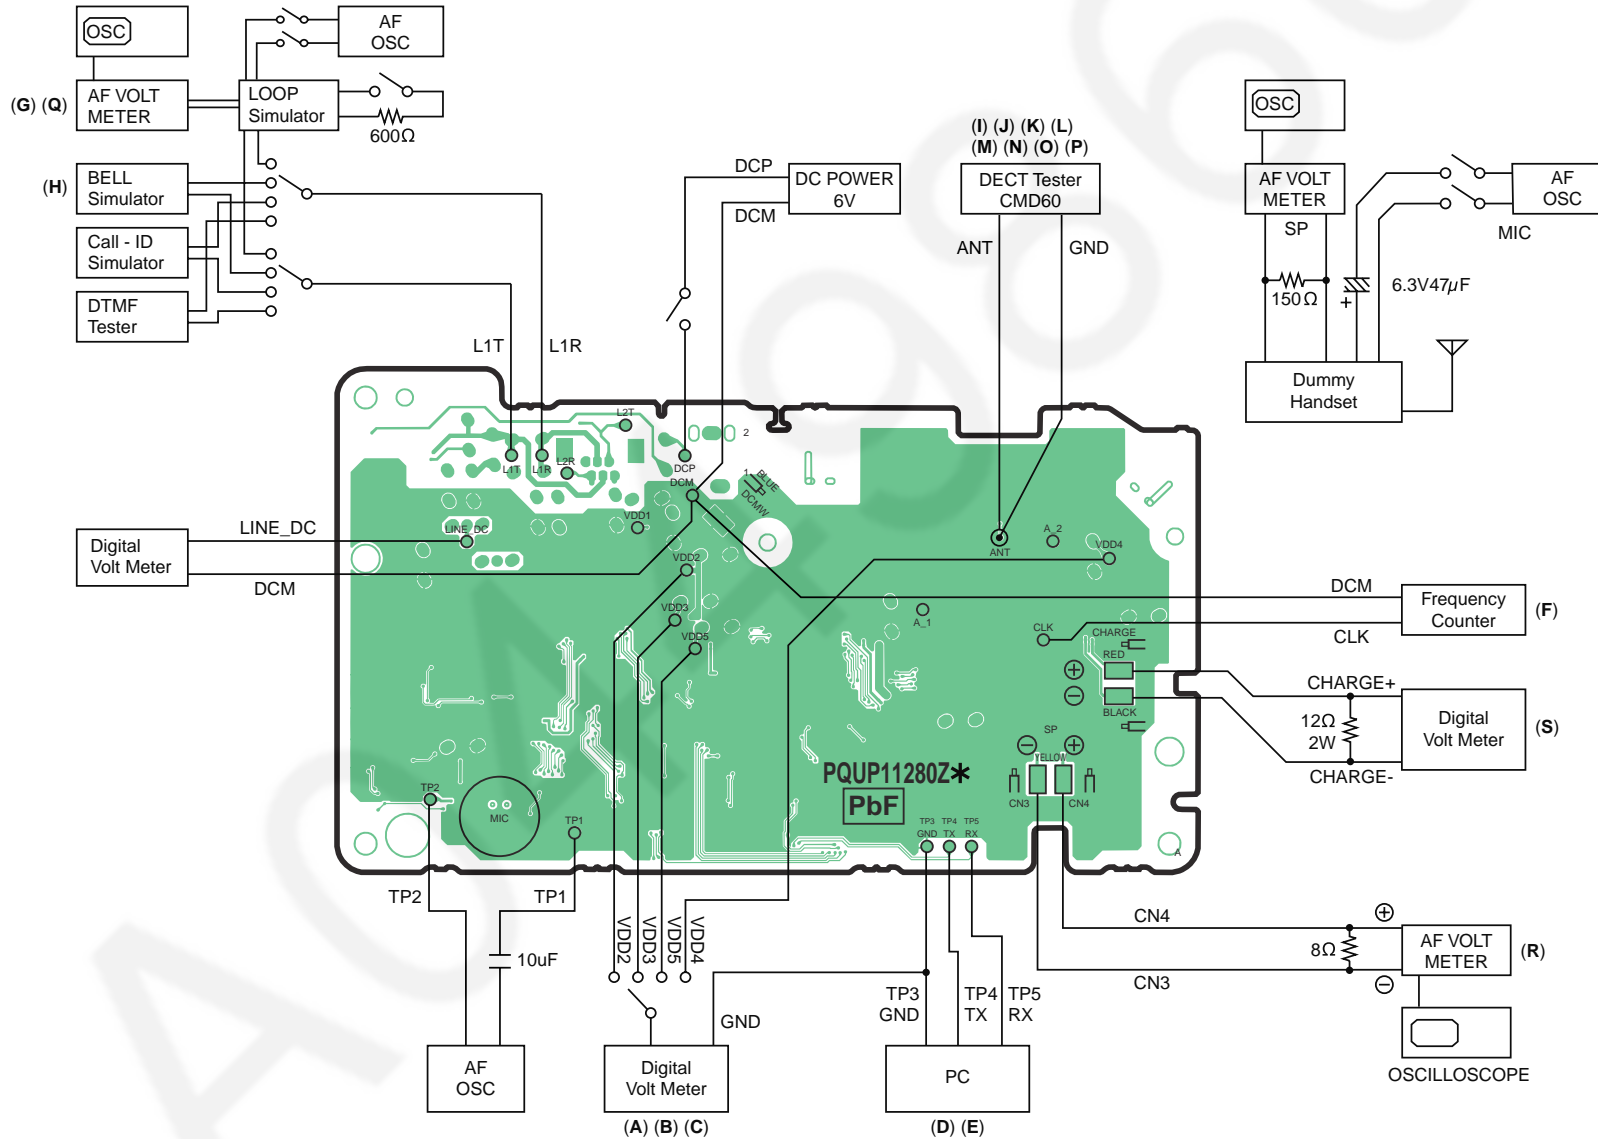 OSC
AF
OSC
(G) (Q)
AF VOLT
METER
LOOP
Simulator
600Ω
(H)
BELL
Simulator
Call - ID
Simulator
DTMF
Tester
L1T
L1R
DCP
DCM
DC POWER
6V
(I) (J) (K) (L)
(M) (N) (O) (P)
DECT Tester
CMD60
ANT
GND
OSC
AF VOLT
METER
SP
150Ω
AF
OSC
MIC
6.3V47µF
+
Dummy
Handset
L2T
L1T
L1R
L2R
DCP
DCM
2
1
BLUE
DCMW
LINE_DC
VDD1
VDD2
VDD3
VDD5
ANT
A_2
VDD4
A_1
CLK
CHARGE
RED
BLACK
SP
YELLOW
CN3
CN4
PQUP11280Z*
PbF
TP2
MIC
TP1
TP3
GND
TP4
TX
TP5
RX
A
Digital
Volt Meter
LINE_DC
DCM
DCM
CLK
Frequency
Counter
(F)
CHARGE+
12Ω
2W
CHARGE-
Digital
Volt Meter
(S)
TP2
TP1
10uF
AF
OSC
VDD2
VDD3
VDD5
VDD4
GND
Digital
Volt Meter
(A) (B) (C)
TP3
GND
TP4
TX
TP5
RX
PC
(D) (E)
CN4
8Ω
CN3
AF VOLT
METER
(R)
OSCILLOSCOPE